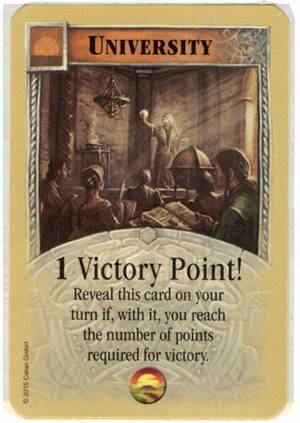 UNIVERSITY
1 Victory Point!
Reveal this card on your
turn if, with it, you reach
the number of points
required for victory.
© 2015 Catan GmbH